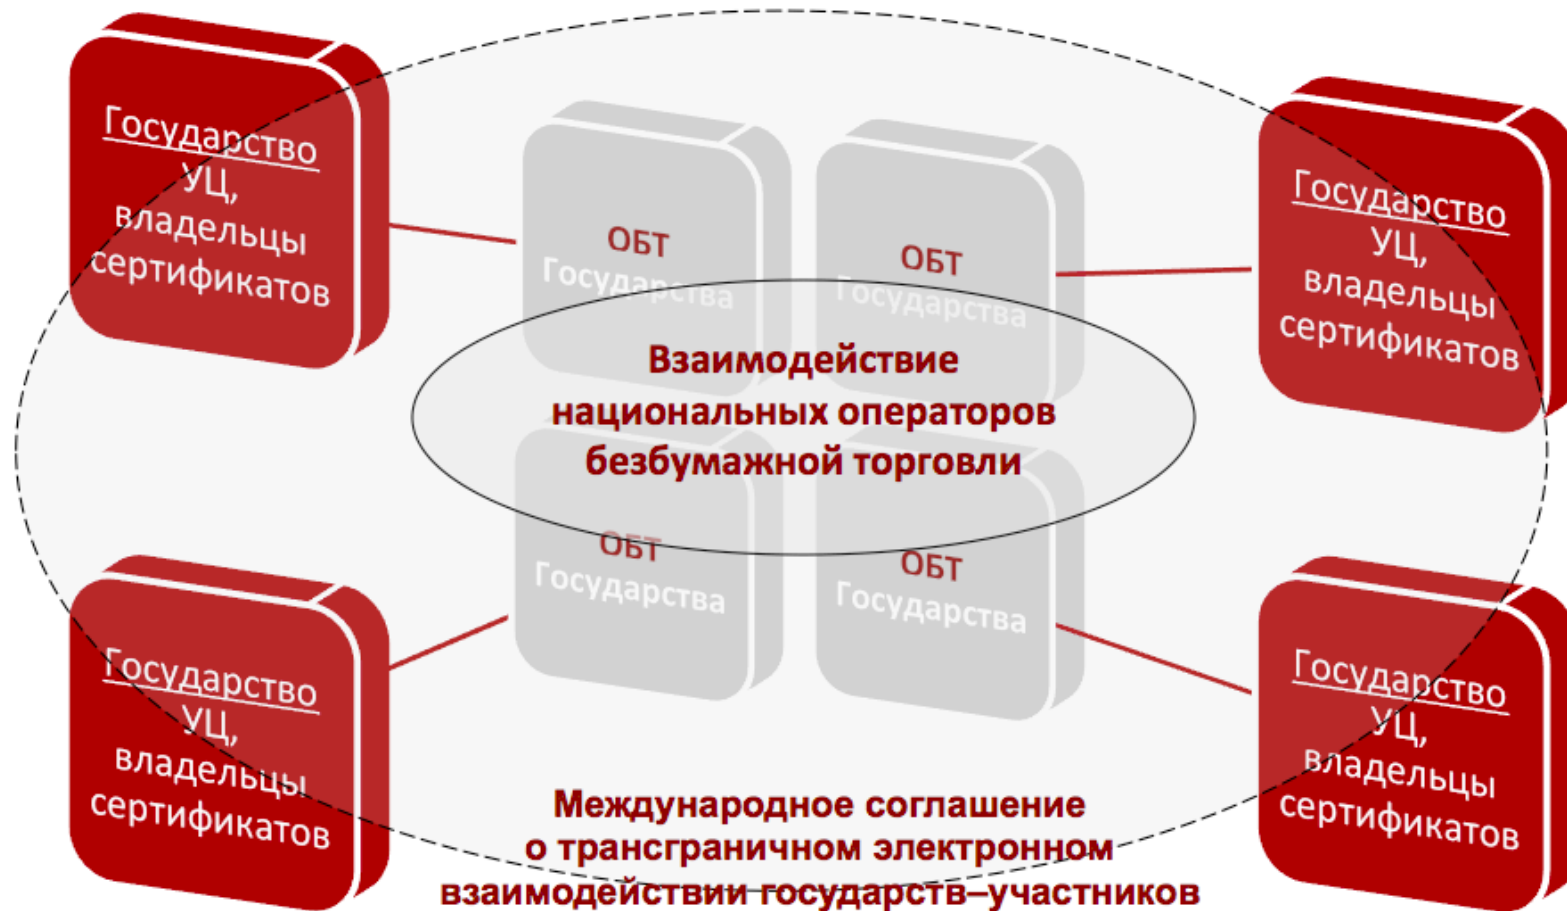 Государство
УЦ,
владельцы
сертификатов
ОБТ
Государства
ОБТ
Государства
Государство
УЦ,
владельцы
сертификатов
Взаимодействие
национальных операторов
безбумажной торговли
Государство
УЦ,
владельцы
сертификатов
ОБТ
Государства
ОБТ
Государства
Государство
УЦ,
владельцы
сертификатов
Международное соглашение
о трансграничном электронном
взаимодействии государств–участников